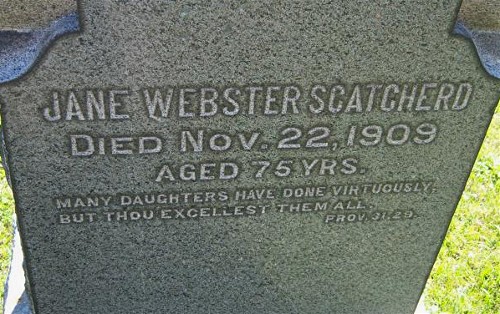 JANE WEBSTER SCATCHERD
DIED NOV. 22, 1909
AGED 75 YRS.
MANY DAUGHTERS HAVE DONE VIRTUOUSLY,
BUT THOU EXCELLEST THEM ALL.
PROV. 31.29.